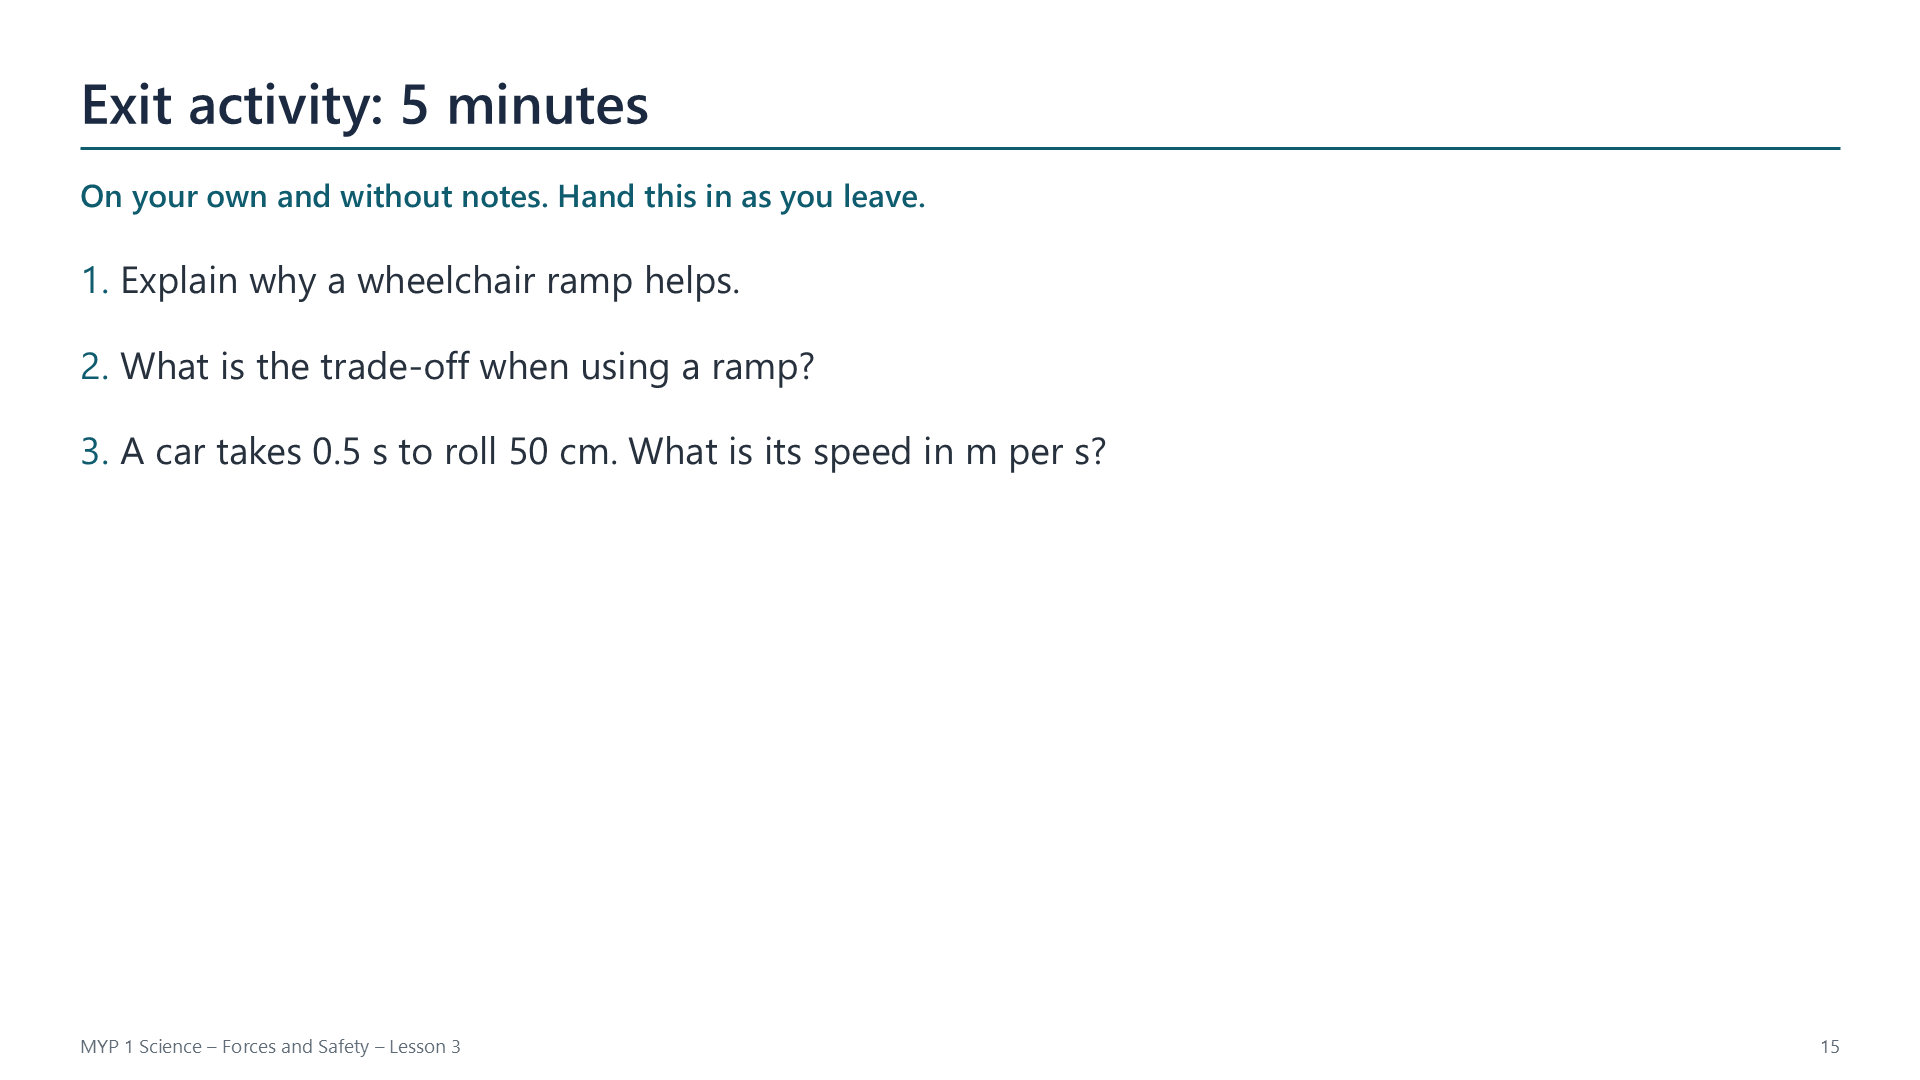 Exit activity: 5 minutes
On your own and without notes. Hand this in as you leave.
1. Explain why a wheelchair ramp helps.
2. What is the trade-off when using a ramp?
3. A car takes 0.5 s to roll 50 cm. What is its speed in m per s?
MYP 1 Science – Forces and Safety – Lesson 3
15